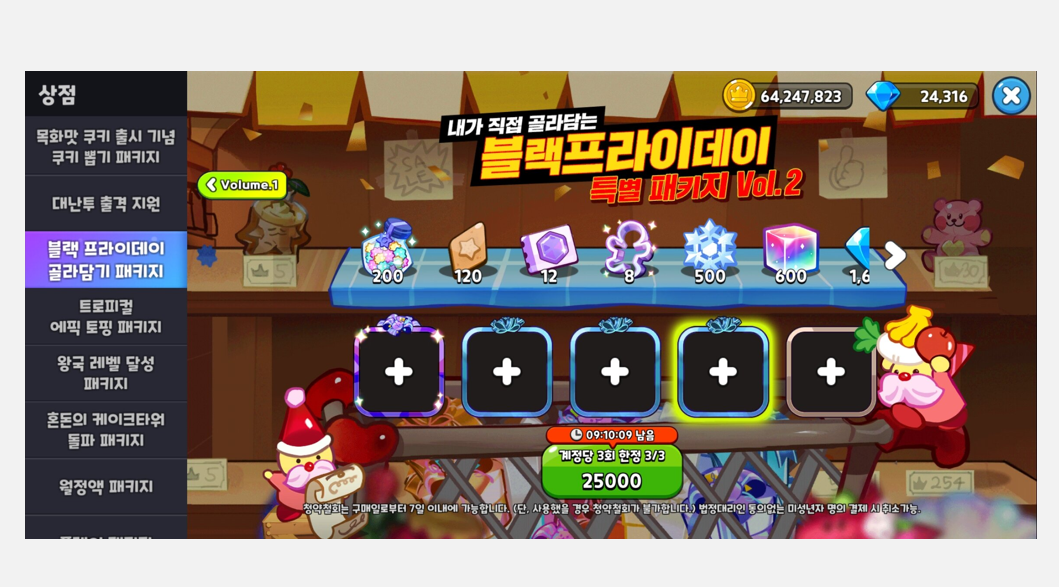 상점
64,247,823
24,316
목화맛 쿠키 출시 기념
쿠키 뽑기 패키지
대난투 출격 지원
블랙 프라이데이
골라담기 패키지
트로피컬
에픽 토핑 패키지
왕국 레벨 달성
패키지
혼돈의 케이크타워
돌파 패키지
월정액 패키지
내가 직접 골라담는
블랙프라이데이
특별 패키지 Vol.2
Volume.1
5
30
200
120
12
8
500
600
1,6
09:10:09 남음
계정당 3회 한정 3/3
25000
5
254
청약철회는 구매일로부터 7일 이내에 가능합니다. (단, 사용했을 경우 청약철회가 불가합니다.) 법정대리인 동의없는 미성년자 명의 결제 시 취소가능.